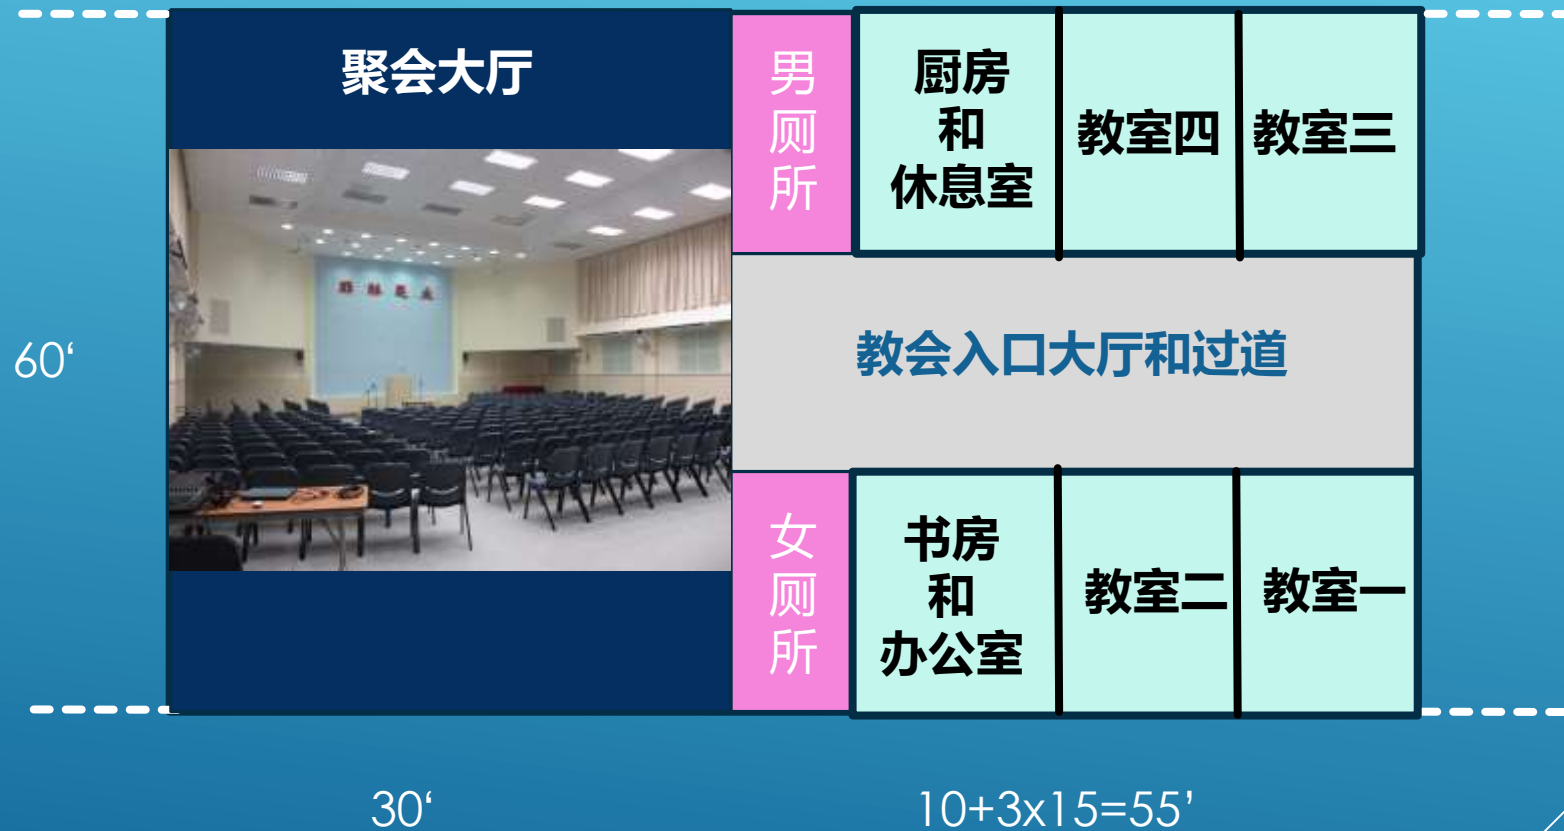 聚会大厅
男
厕
所
厨房
和
休息室
教室四
教室三
60‘
教会入口大厅和过道
女
厕
所
书房
和
办公室
教室二
教室一
30‘
10+3x15=55’